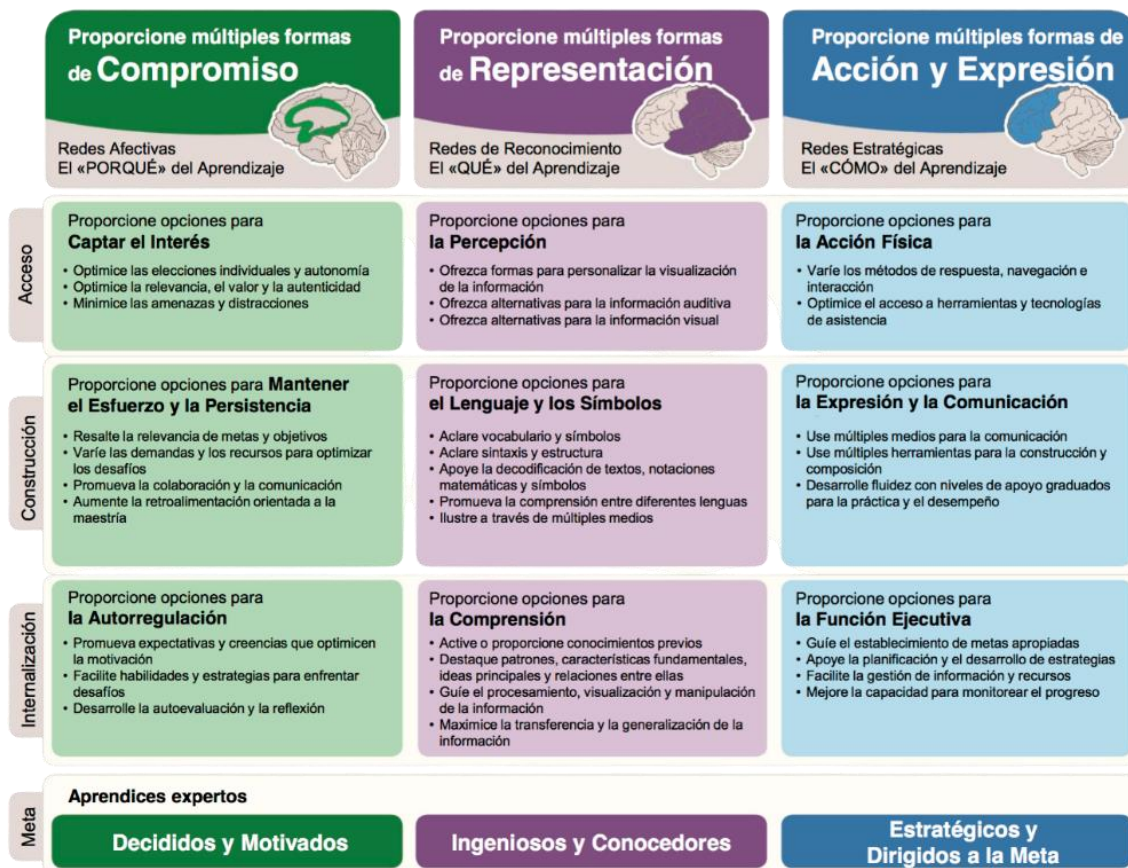 Proporcione múltiples formas
de Compromiso
Redes Afectivas
El «PORQUÉ» del Aprendizaje
Proporcione múltiples formas
de Representación
Redes de Reconocimiento
El «QUÉ» del Aprendizaje
Proporcione múltiples formas de
Acción y Expresión
Redes Estratégicas
El «CÓMO» del Aprendizaje
Acceso
Proporcione opciones para
Captar el Interés
• Optimice las elecciones individuales y autonomía
• Optimice la relevancia, el valor y la autenticidad
• Minimice las amenazas y distracciones
Proporcione opciones para
la Percepción
• Ofrezca formas para personalizar la visualización
de la información
• Ofrezca alternativas para la información auditiva
• Ofrezca alternativas para la información visual
Proporcione opciones para
la Acción Física
• Varíe los métodos de respuesta, navegación e
interacción
• Optimice el acceso a herramientas y tecnologías
de asistencia
Construcción
Proporcione opciones para Mantener
el Esfuerzo y la Persistencia
• Resalte la relevancia de metas y objetivos
• Varíe las demandas y los recursos para optimizar
los desafíos
• Promueva la colaboración y la comunicación
• Aumente la retroalimentación orientada a la
maestría
Proporcione opciones para
el Lenguaje y los Símbolos
• Aclare vocabulario y símbolos
• Aclare sintaxis y estructura
• Apoye la decodificación de textos, notaciones
matemáticas y símbolos
• Promueva la comprensión entre diferentes lenguas
• Ilustre a través de múltiples medios
Proporcione opciones para
la Expresión y la Comunicación
• Use múltiples medios para la comunicación
• Use múltiples herramientas para la construcción y
composición
• Desarrolle fluidez con niveles de apoyo graduados
para la práctica y el desempeño
Internalización
Proporcione opciones para
la Autorregulación
• Promueva expectativas y creencias que optimicen
la motivación
• Facilite habilidades y estrategias para enfrentar
desafíos
• Desarrolle la autoevaluación y la reflexión
Proporcione opciones para
la Comprensión
• Active o proporcione conocimientos previos
• Destaque patrones, características fundamentales,
ideas principales y relaciones entre ellas
• Guíe el procesamiento, visualización y manipulación
de la información
• Maximice la transferencia y la generalización de la
información
Proporcione opciones para
la Función Ejecutiva
• Guíe el establecimiento de metas apropiadas
• Apoye la planificación y el desarrollo de estrategias
• Facilite la gestión de información y recursos
• Mejore la capacidad para monitorear el progreso
Meta
Aprendices expertos
Decididos y Motivados
Ingeniosos y Conocedores
Estratégicos y
Dirigidos a la Meta